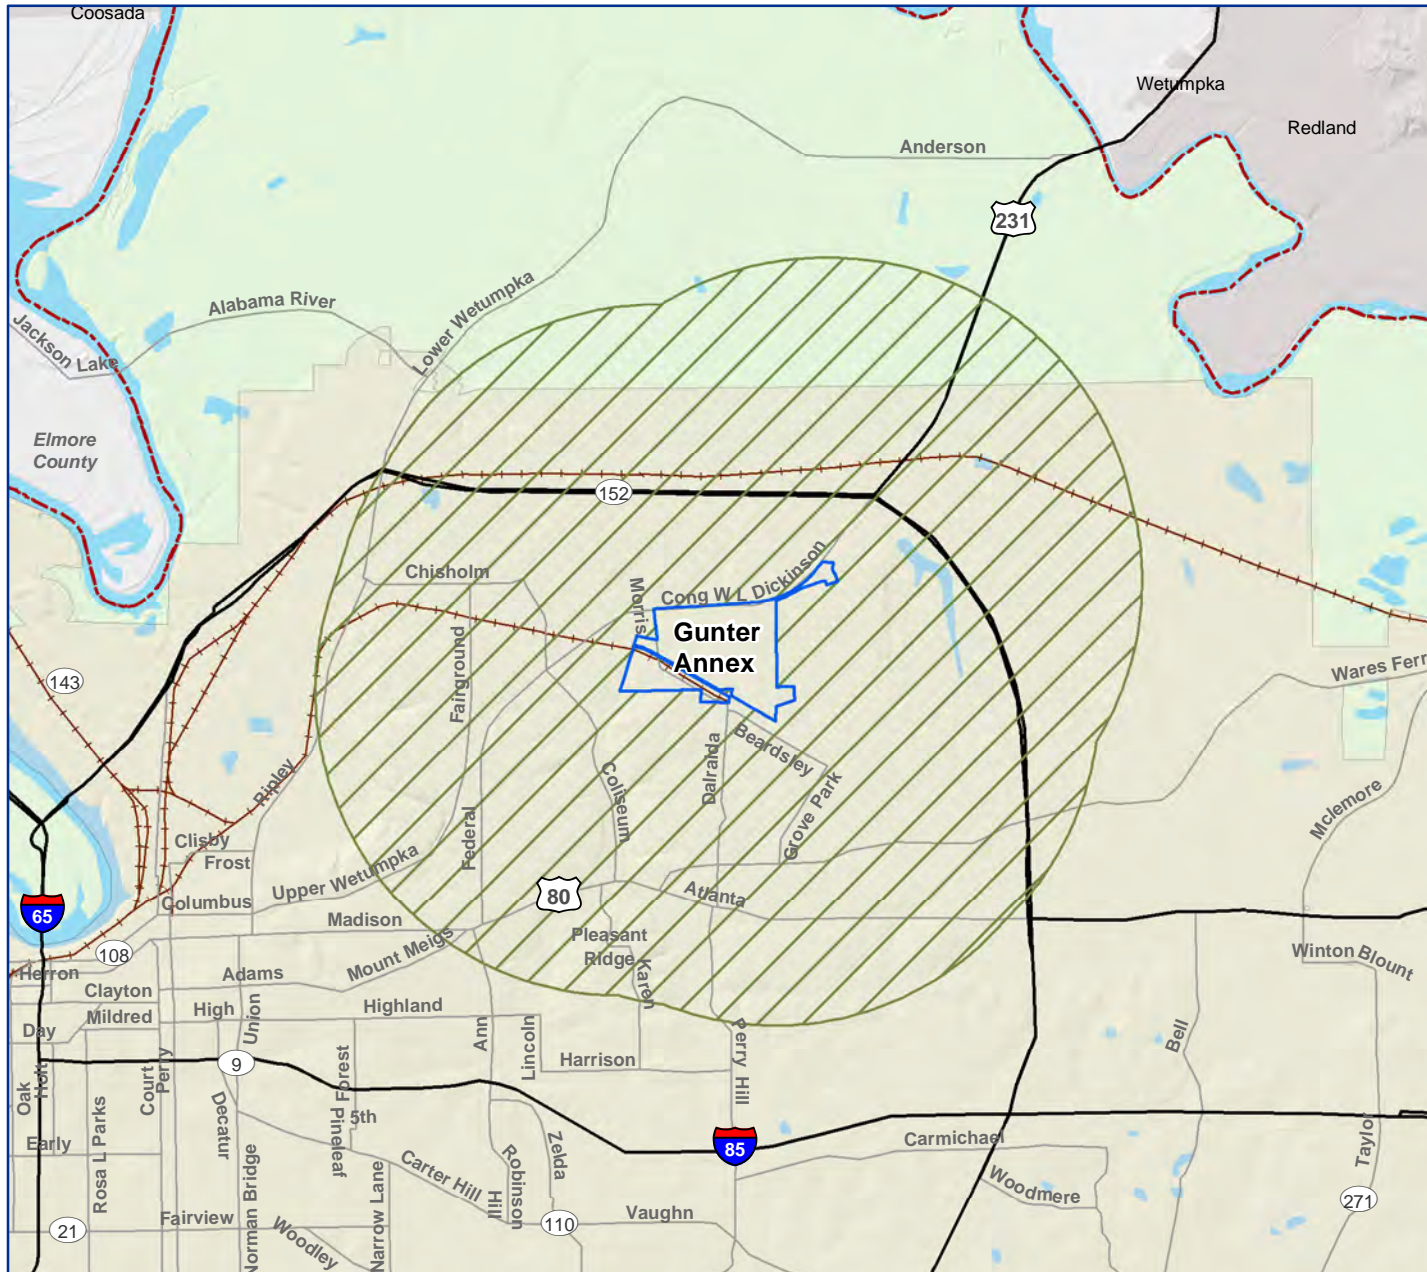 Coosada
Wetumpka
Redland
Anderson
231
Lower Wetumpka
Alabama River
Jackson Lake
Elmore
County
152
Chisholm
Morris
Cong W L Dickinson
Gunter
Annex
143
Fairground
Wares Ferr
Beardsley
Dalraida
Coliseum
Grove Park
Ripley
Mclemore
Federal
Clisby
Frost
Upper Wetumpka
80
Atlanta
Columbus
65
Madison
Pleasant
Ridge
Mount Meigs
108
Herron
Adams
Karen
Winton Blount
Clayton
High
Union
Highland
Mildred
Day
Ann
Lincoln
Perry Hill
Bell
Harrison
9
Forest
Oak
Holt
Court
Perry
Decatur
5th
Pineleaf
85
Carmichael
Taylor
Early
Rosa L Parks
Carter Hill
Robinson
Hill
Zelda
Woodmere
271
Norman Bridge
Narrow Lane
Fairview
21
Woodley
110
Vaughn